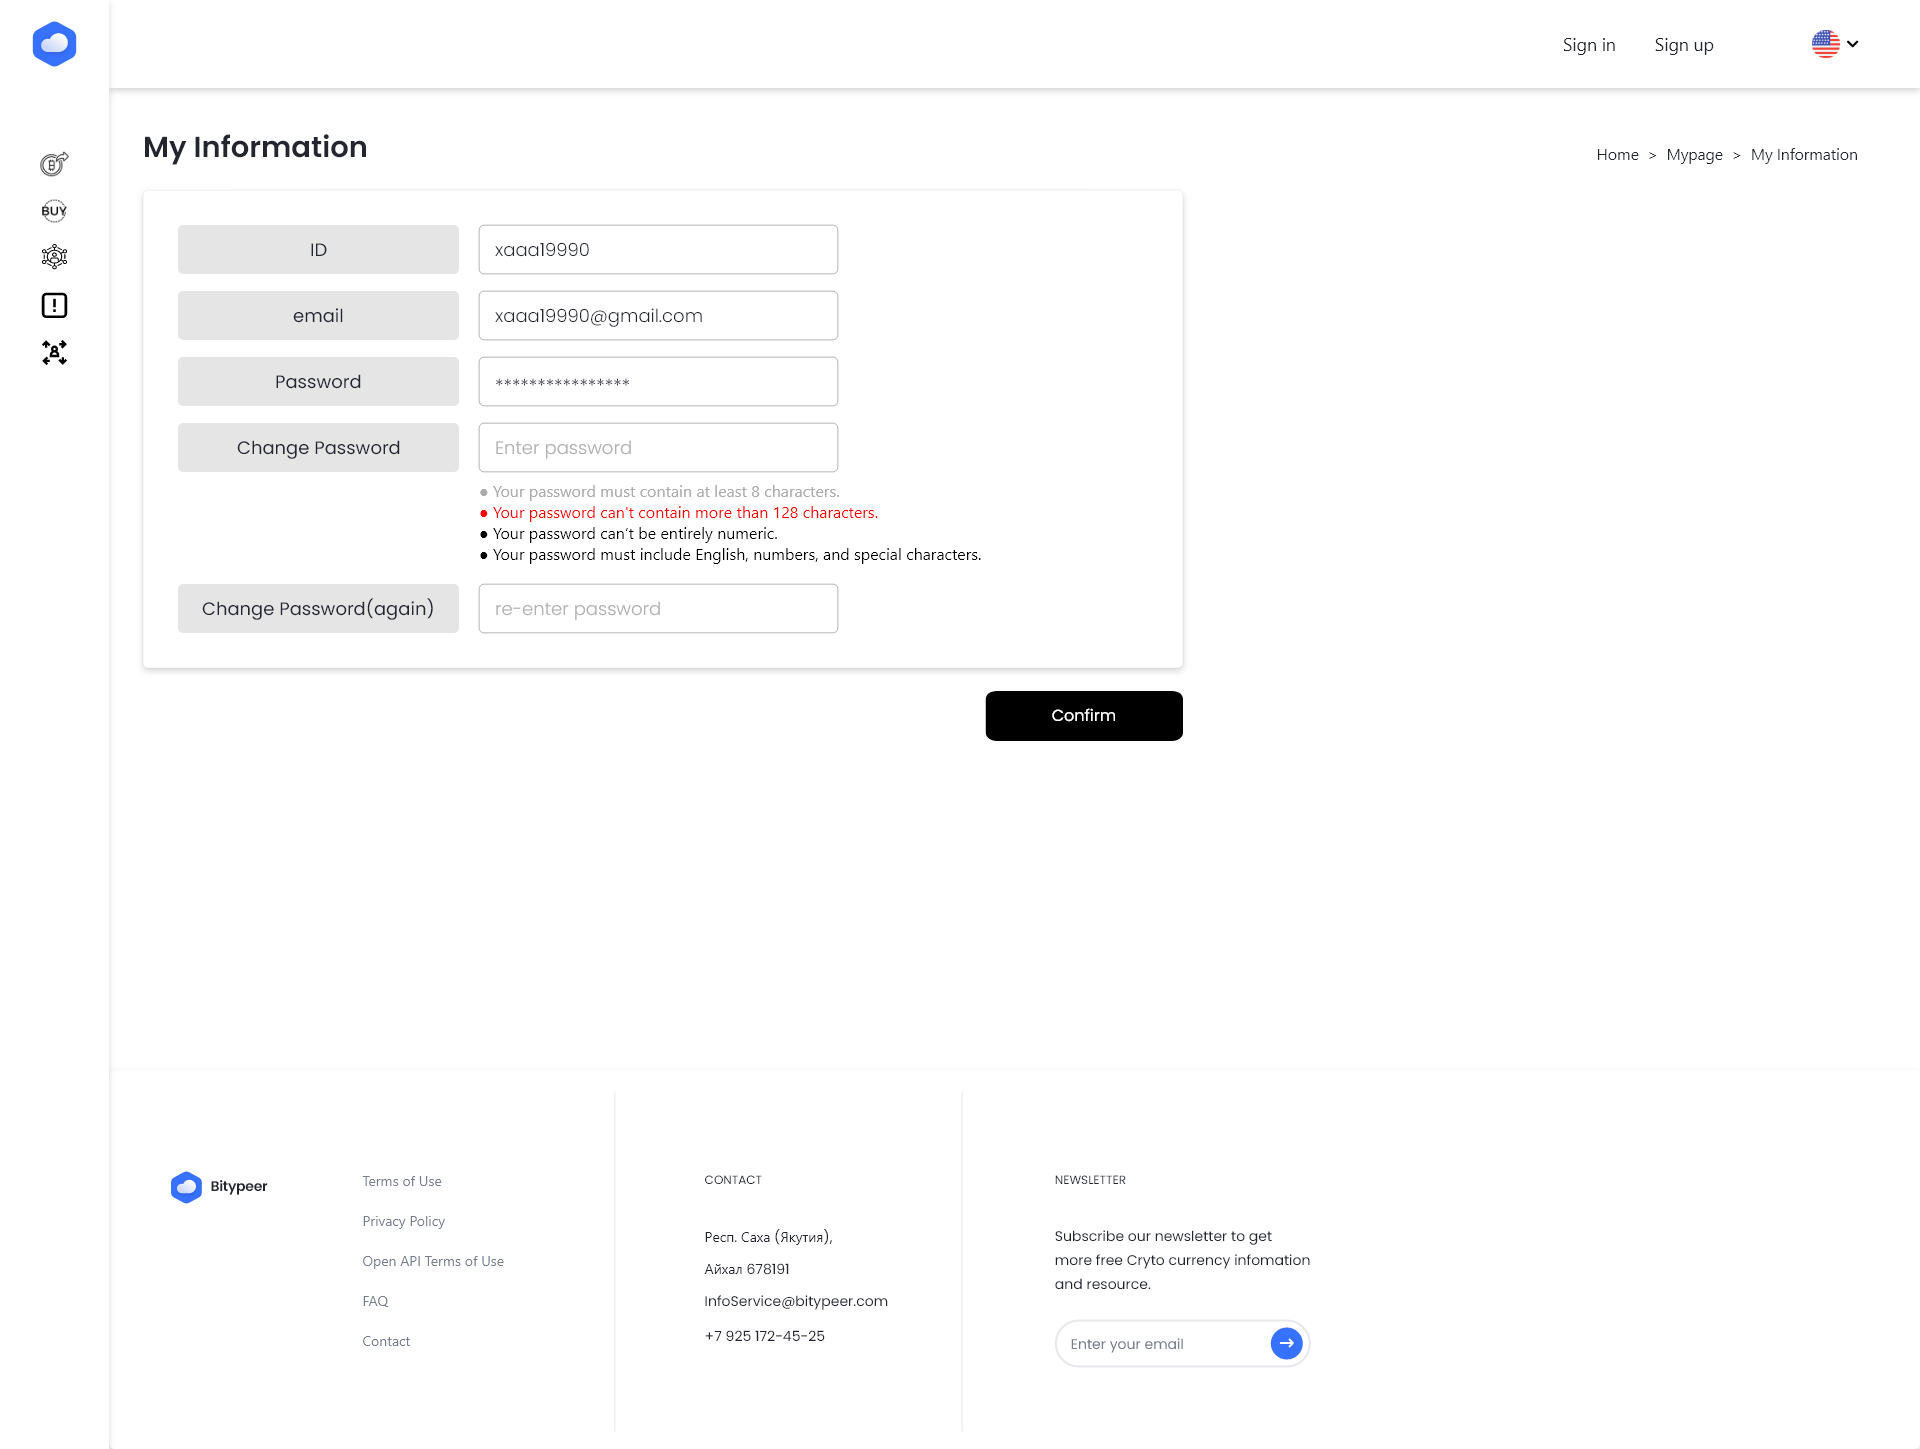 Sign in
Sign up
My Information
Home > Mypage > My Information
BUY
ID
xaaa19990
email
xaaa19990@gmail.com
Password
****************
Change Password
Enter password
● Your password must contain at least 8 characters.
● Your password can't contain more than 128 characters.
● Your password can't be entirely numeric.
● Your password must include English, numbers, and special characters.
Change Password(again)
re-enter password
Confirm
Bitypeer
Terms of Use
Privacy Policy
Open API Terms of Use
FAQ
Contact
CONTACT
Респ. Саха (Якутия),
Айхал 678191
InfoService@bitypeer.com
+7 925 172-45-25
NEWSLETTER
Subscribe our newsletter to get
more free Cryto currency infomation
and resource.
Enter your email